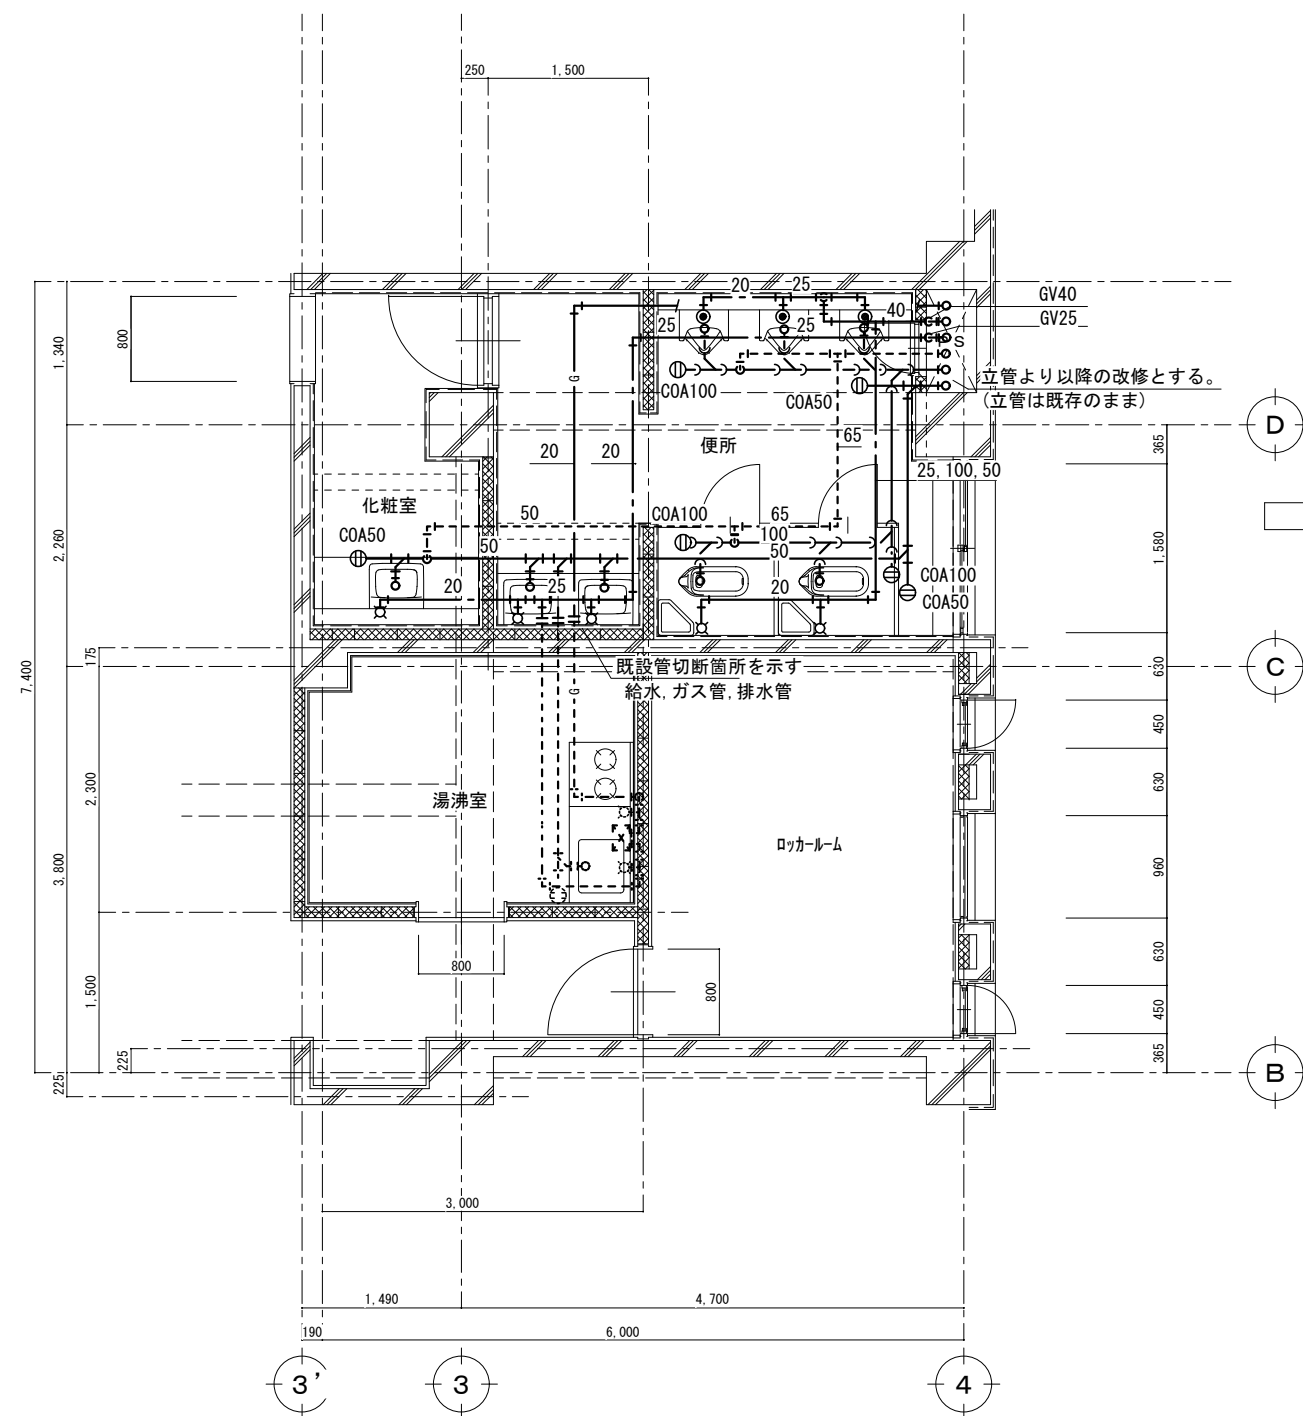 250
1,500
20
25
GV40
40
GV25
25
25
S
1,340
800
G
立管より以降の改修とする。
COA100
COA50
(立管は既存のまま)
D
365
便所
65
20
20
25,100,50
化粧室
COA100
65
50
COA50
100
50
50
2,260
1,580
COA100
20
25
20
COA50
7,400
175
既設管切断箇所を示す
C
630
給水,ガス管,排水管
G
450
2,300
湯沸室
630
ロッカールーム
3,800
960
800
630
1,500
800
450
225
365
225
B
3,000
1,490
4,700
190
6,000
3'
3
4